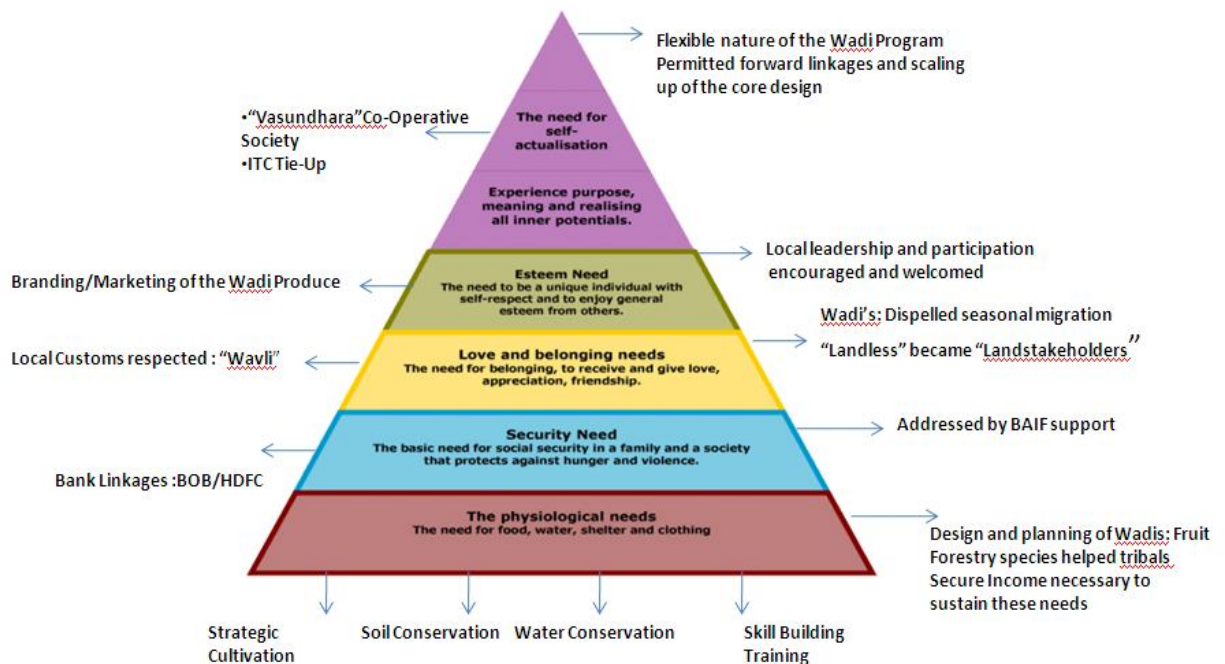 Flexible nature of the Wadi Program
Permitted forward linkages and scaling
up of the core design
•“Vasundhara”Co-Operative
Society
•ITC Tie-Up
The need for
self-
actualisation
Experience purpose,
meaning and realising
all inner potentials.
Local leadership and participation
encouraged and welcomed
Branding/Marketing of the Wadi Produce
Esteem Need
The need to be a unique individual with
self-respect and to enjoy general
esteem from others.
Wadi’s: Dispelled seasonal migration
“Landless” became “Landstakeholders”
Local Customs respected : “Wavli”
Love and belonging needs
The need for belonging, to receive and give love,
appreciation, friendship.
Addressed by BAIF support
Security Need
The basic need for social security in a family and a society
that protects against hunger and violence.
Bank Linkages :BOB/HDFC
The physiological needs
The need for food, water, shelter and clothing
Design and planning of Wadis: Fruit
Forestry species helped tribals
Secure Income necessary to
sustain these needs
Strategic
Cultivation
Soil Conservation
Water Conservation
Skill Building
Training